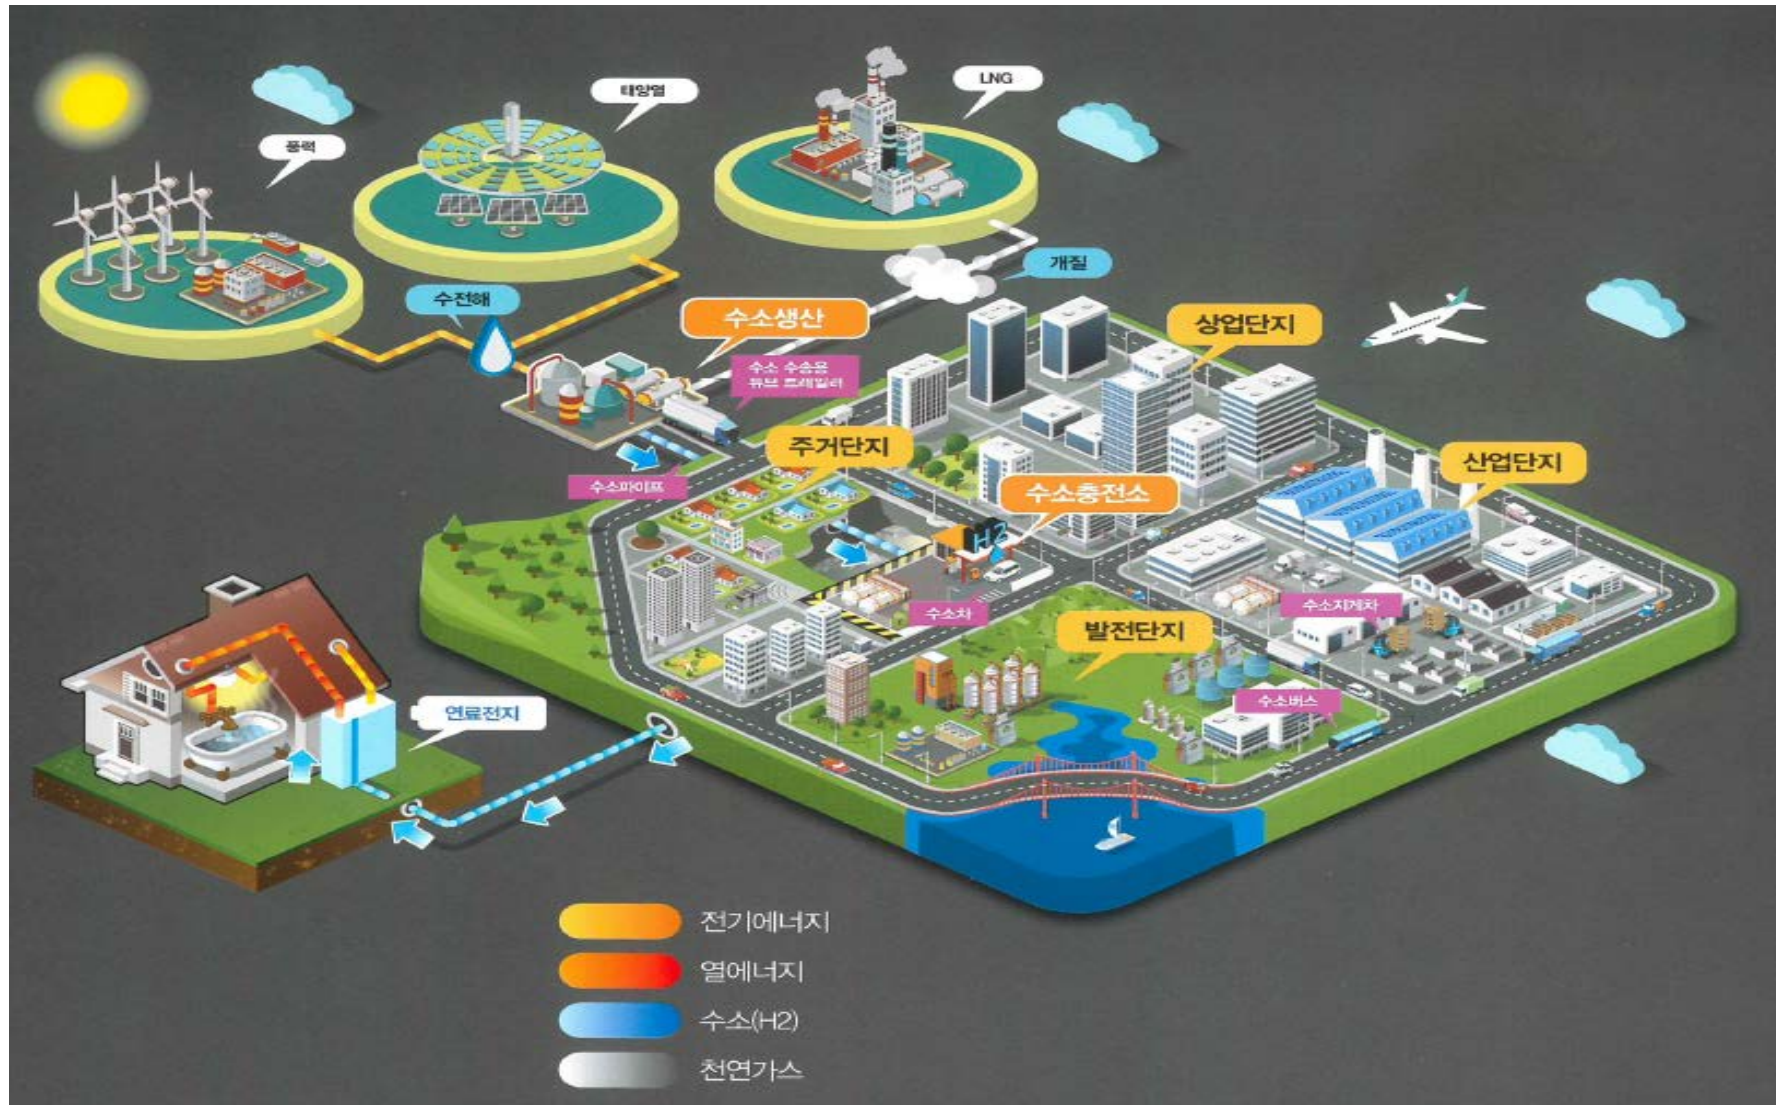 태양열
LNG
풍력
개질
수전해
수소생산
상업단지
수소 수송용
튜브 트레일러
주거단지
산업단지
수소파이프
수소충전소
H2
수소차
수소지게차
발전단지
수소버스
연료전지
전기에너지
열에너지
수소(H2)
천연가스